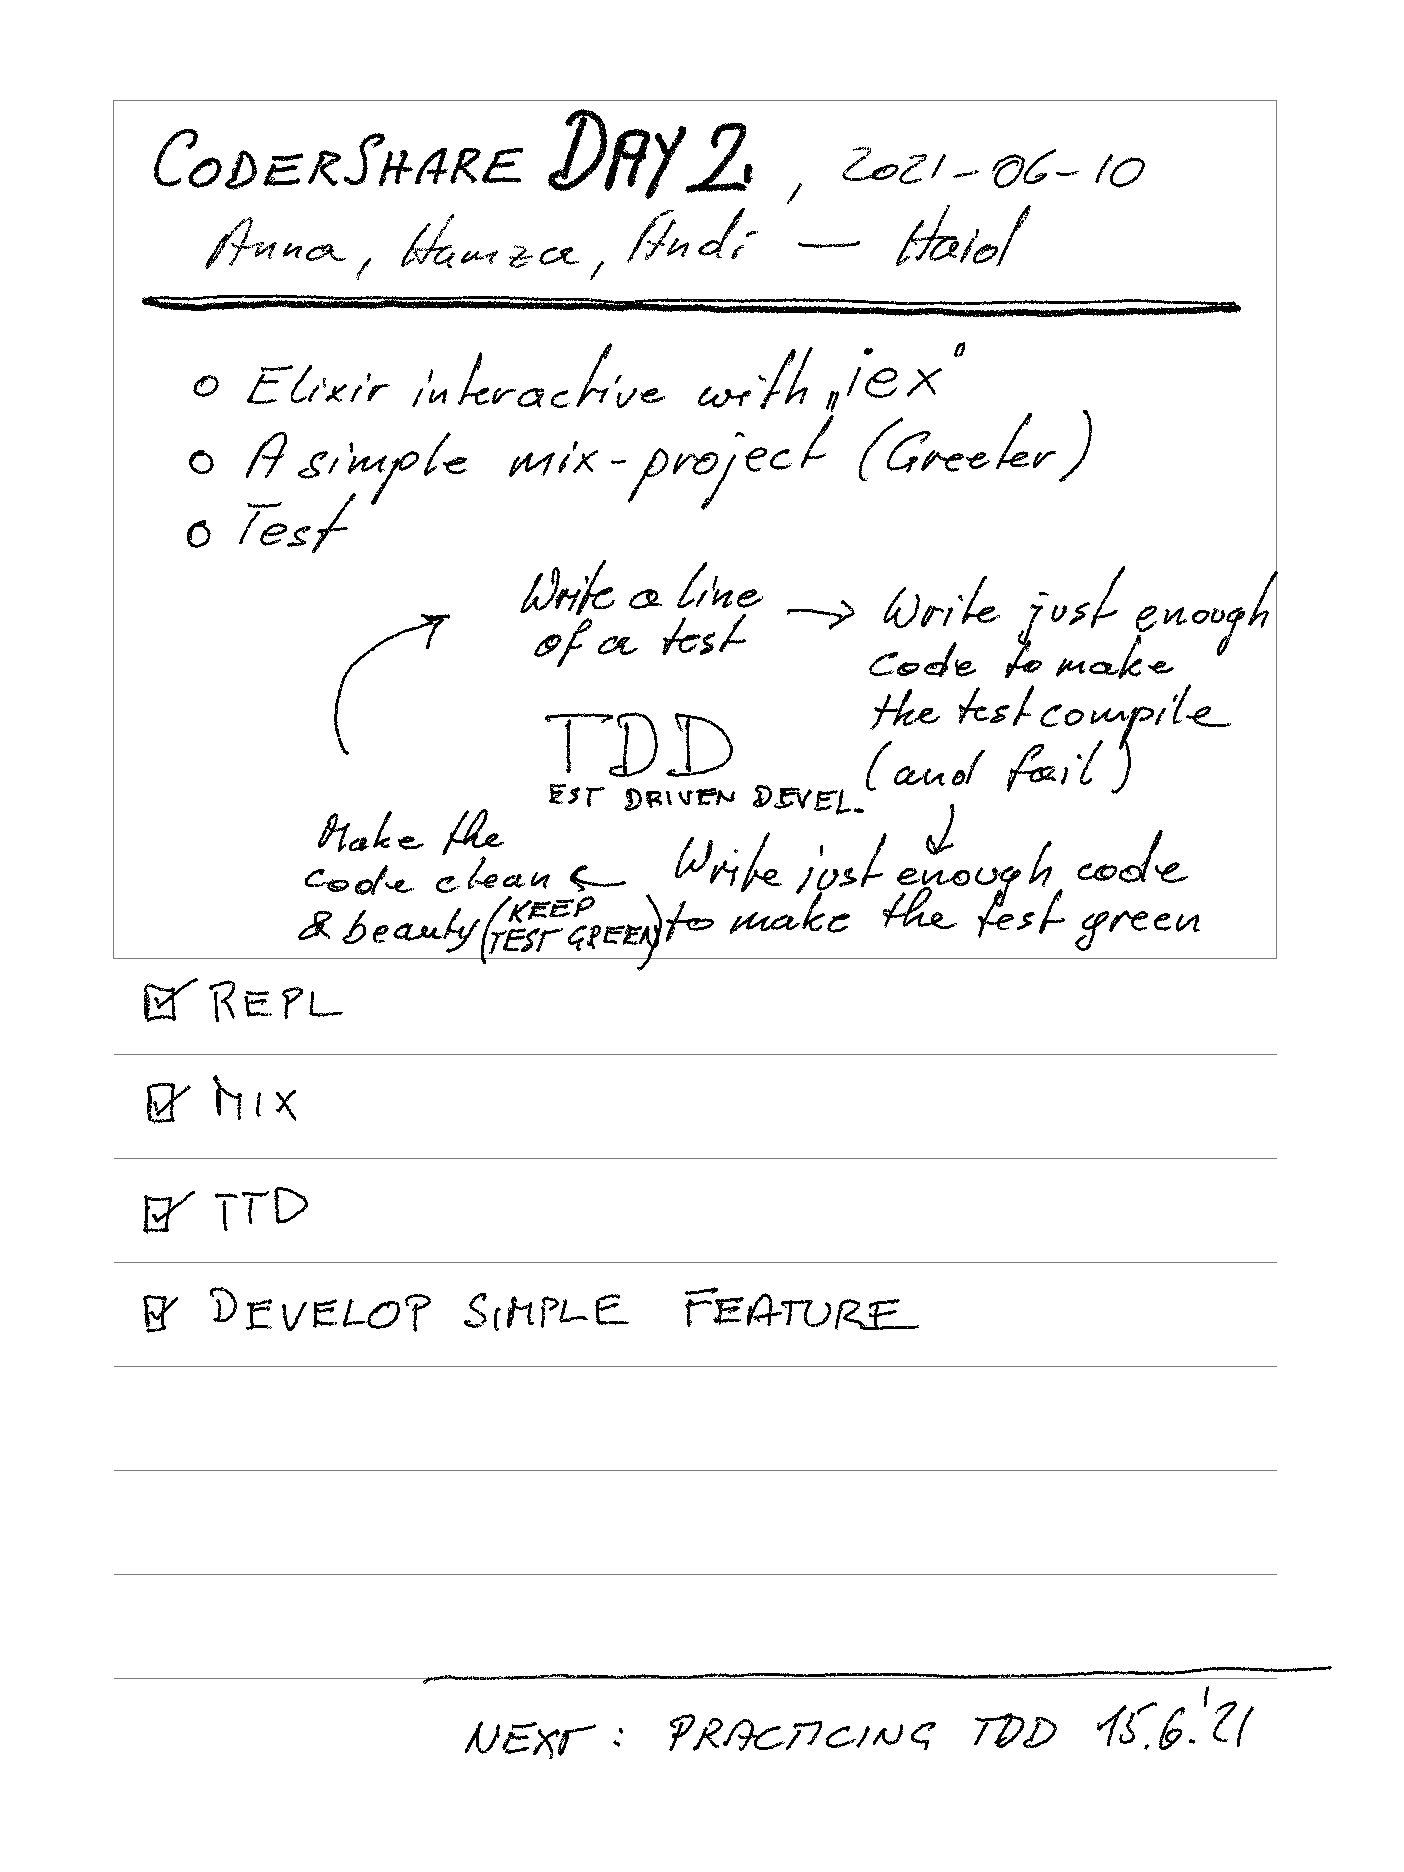 CODERSHARE DAY 2. , 2021-06-10
Anna, Hamza, Andi — Haid
o Elixir interactive with „iex"
o A simple mix-project (Greeter)
o Test
Write a line
of a test
→ Write just enough
code to make
the test compile
(and fail)
TDD
EST DRIVEN DEVEL.
Write just enough code
to make the test green
Make the
code clean ←
& beauty (KEEP
TEST GREEN)
☑ REPL
☑ MIX
☑ TTD
☑ DEVELOP SIMPLE FEATURE
NEXT: PRACTICING TDD 15.6.'21